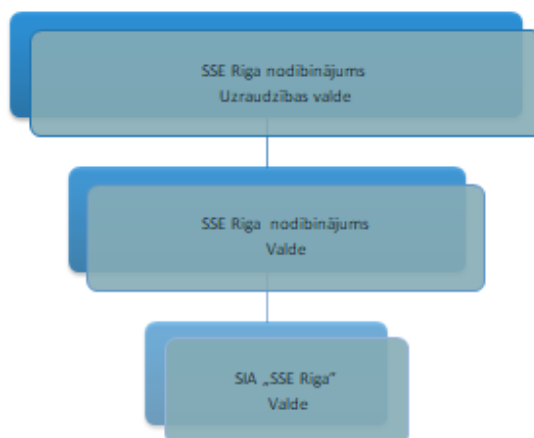 SSE Riga nodibinājums
Uzraudzības valde
SSE Riga nodibinājums
Valde
SIA „SSE Riga”
Valde